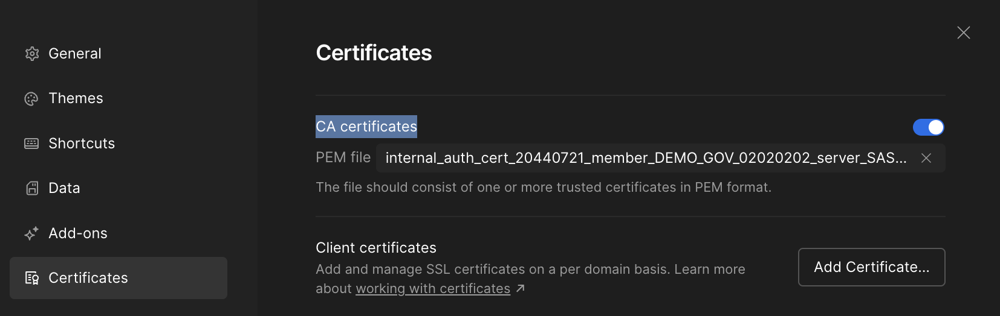 General
Themes
Shortcuts
Data
Add-ons
Certificates
Certificates
CA certificates
PEM file internal_auth_cert_20440721_member_DEMO_GOV_02020202_server_SAS...
The file should consist of one or more trusted certificates in PEM format.
Client certificates
Add and manage SSL certificates on a per domain basis. Learn more
about working with certificates ↗
Add Certificate...